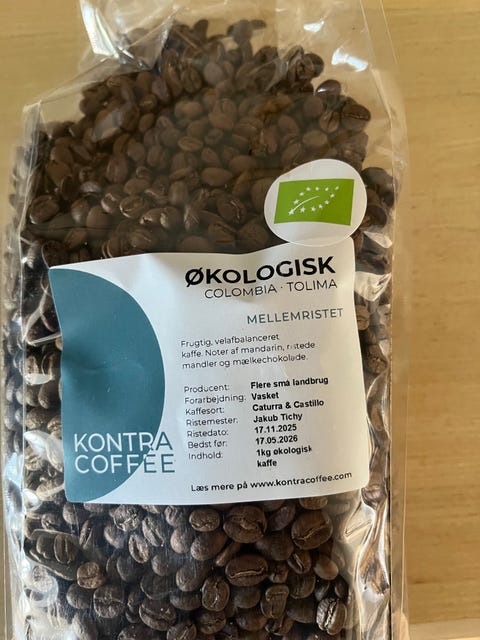 ØKOLOGISK
COLOMBIA · TOLIMA
MELLEMRISTET
Frugtig, velafbalanceret
kaffe. Noter af mandarin, ristede
mandler og mælkechokolade.
Producent: Flere små landbrug
Forarbejdning: Vasket
Kaffesort: Caturra & Castillo
Ristemester: Jakub Tichy
Ristedato: 17.11.2025
Bedst før: 17.05.2026
Indhold: 1kg økologisk
kaffe
KONTRA
COFFEE
Læs mere på www.kontracoffee.com